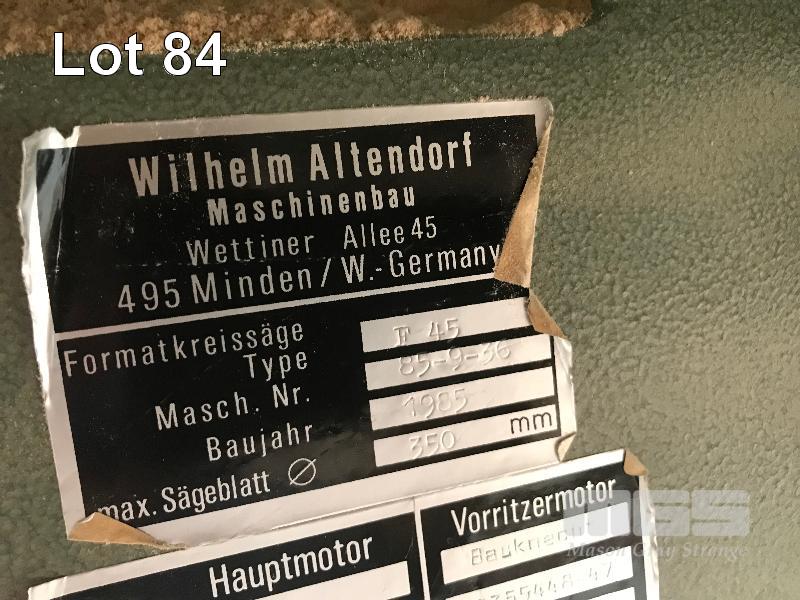 Lot 84
Wilhelm Altendorf
Maschinenbau
Wettiner Allee 45
495 Minden / W.-Germany
Formatkreissäge
Type F 45
Masch. Nr. 85-9-36
Baujahr 1985
max. Sägeblatt Ø 350 mm
Hauptmotor
Vorritzermotor
MGS
Mason Gray Strange